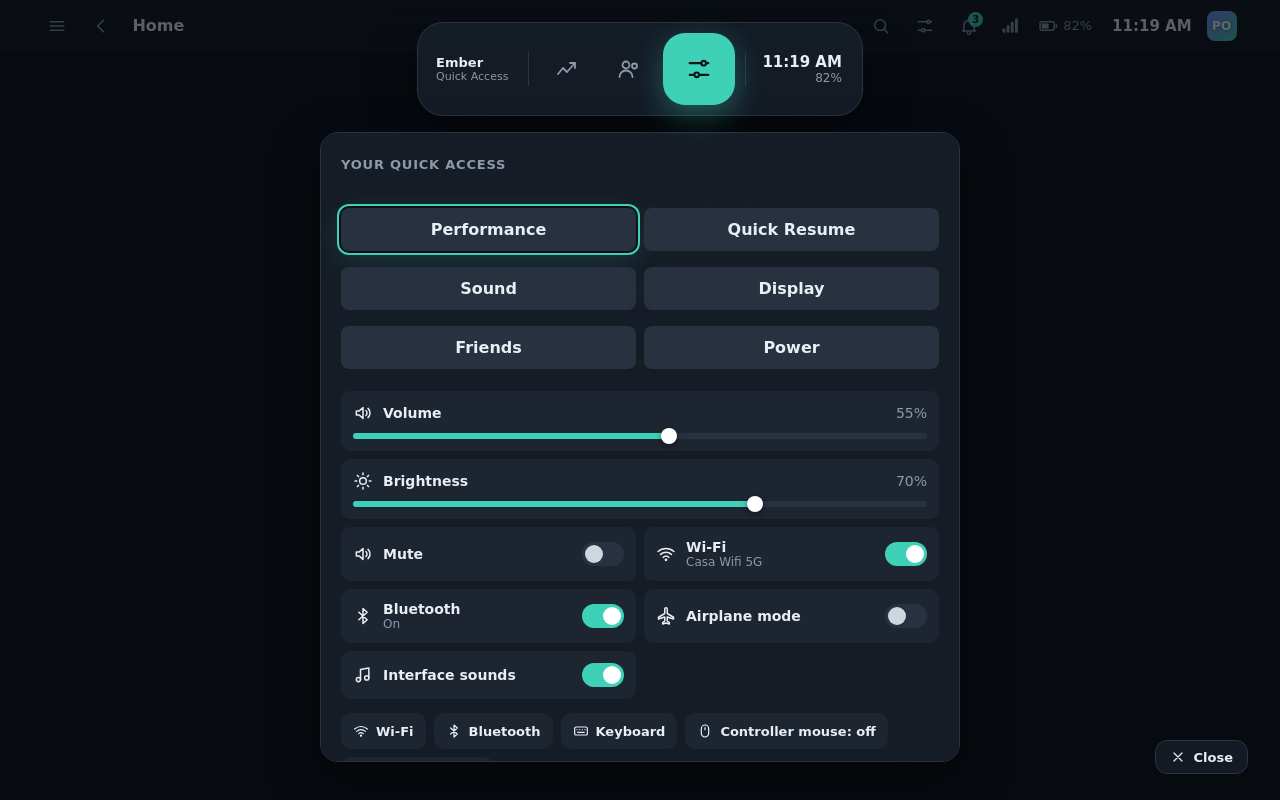 Home
3
82%
11:19 AM
PO
Ember
Quick Access
11:19 AM
82%
YOUR QUICK ACCESS
Performance
Quick Resume
Sound
Display
Friends
Power
Volume
55%
Brightness
70%
Mute
Wi-Fi
Casa Wifi 5G
Bluetooth
On
Airplane mode
Interface sounds
Wi-Fi
Bluetooth
Keyboard
Controller mouse: off
Close